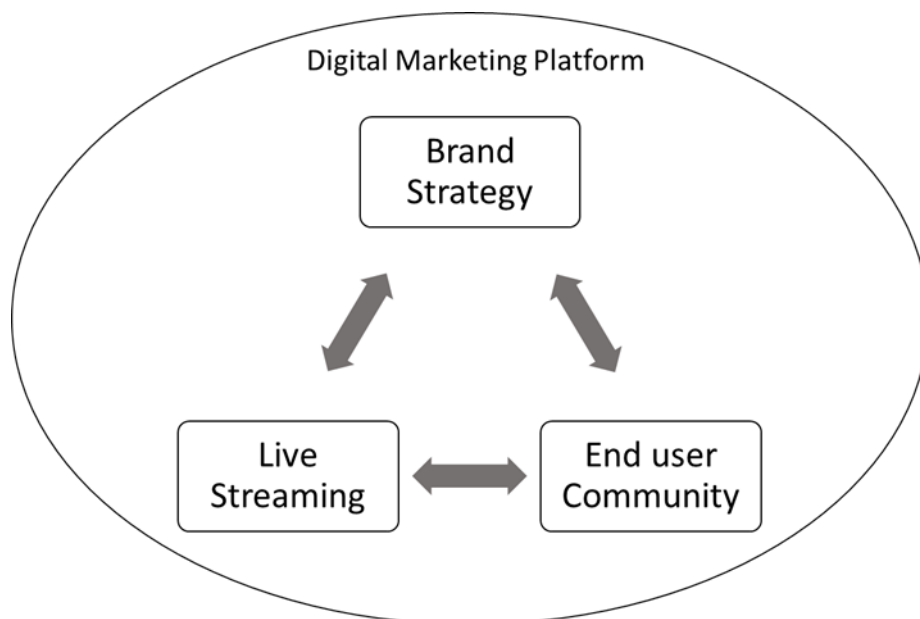 Digital Marketing Platform
Brand
Strategy
Live
Streaming
End user
Community